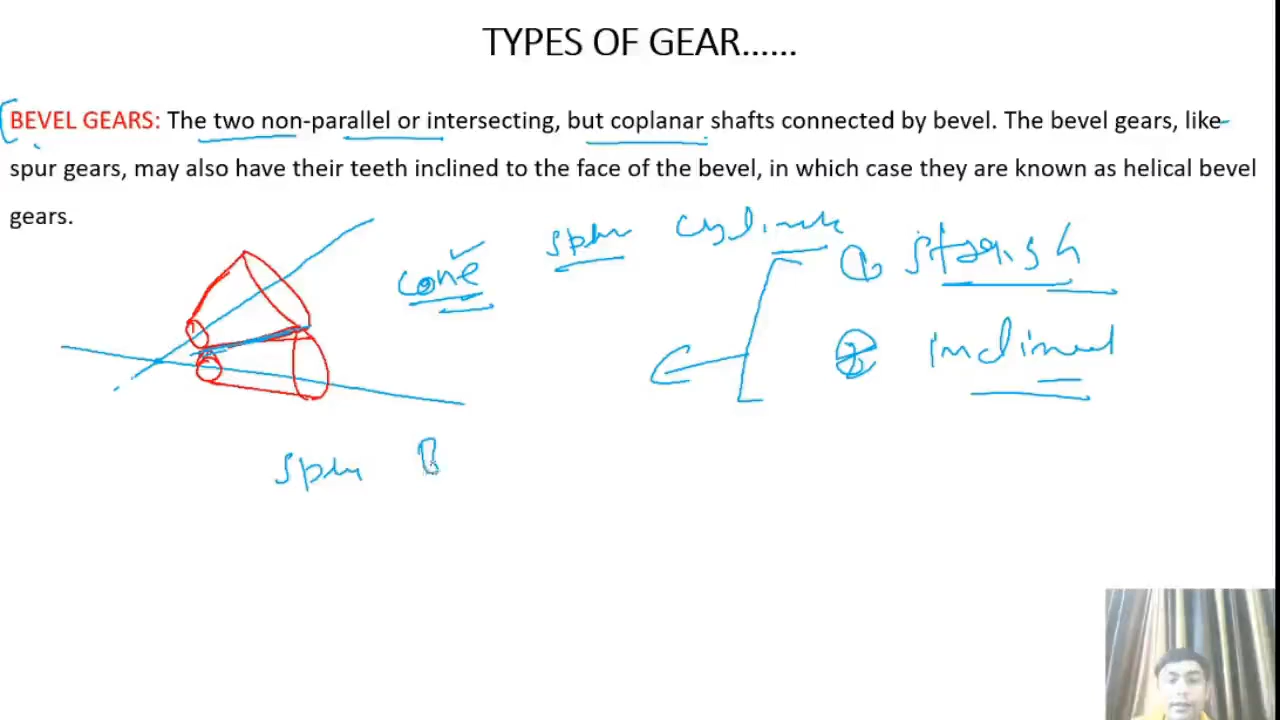 TYPES OF GEAR......
BEVEL GEARS: The two non-parallel or intersecting, but coplanar shafts connected by bevel. The bevel gears, like
spur gears, may also have their teeth inclined to the face of the bevel, in which case they are known as helical bevel
gears.
cone
spur
① 
② inclined
spur B